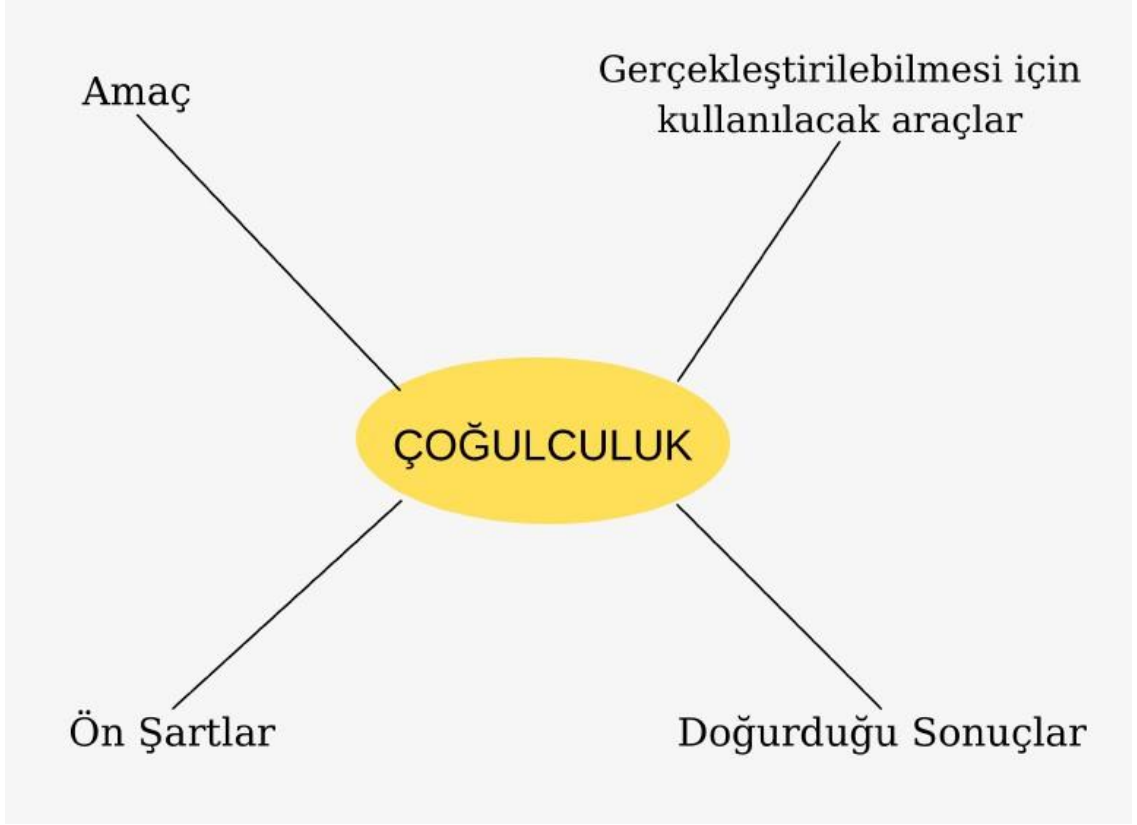 Amaç
Gerçekleştirilebilmesi için
kullanılacak araçlar
ÇOĞULCULUK
Ön Şartlar
Doğurduğu Sonuçlar